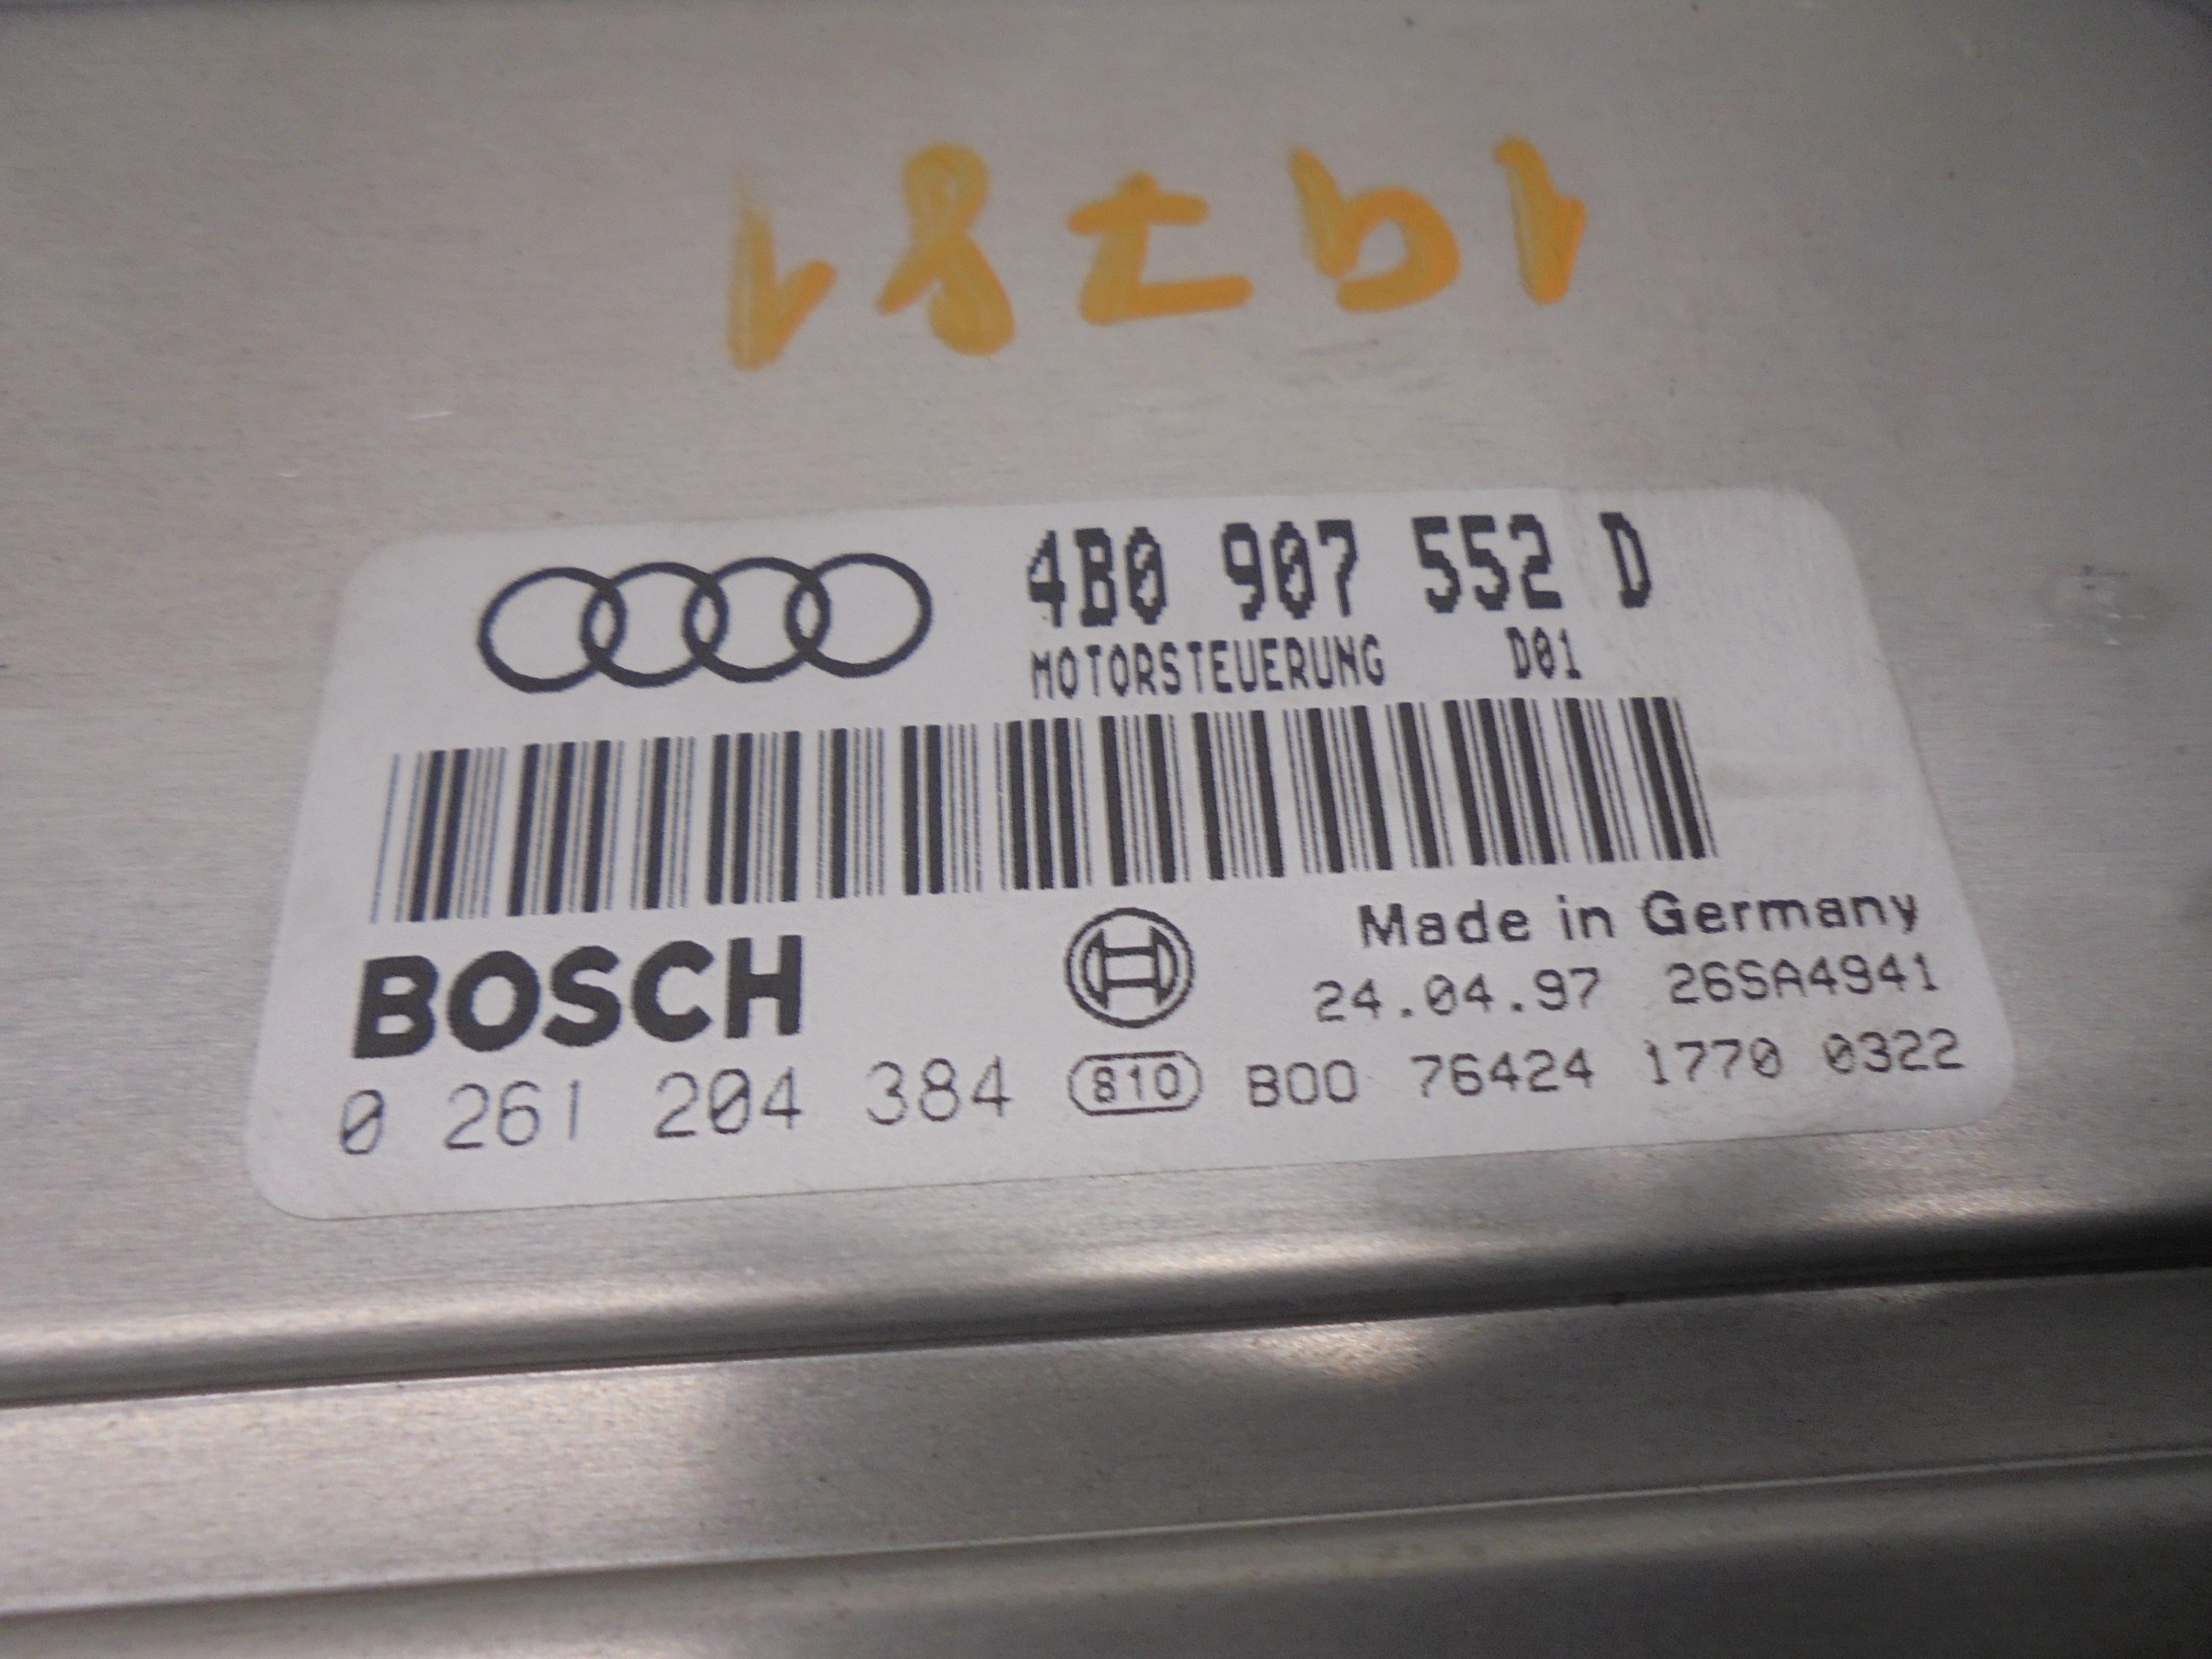 19781
4B0 907 552 D
MOTORSTEUERUNG D01
Made in Germany
BOSCH
24.04.97 26SA4941
0 261 204 384 810 B00 76424 1770 0322